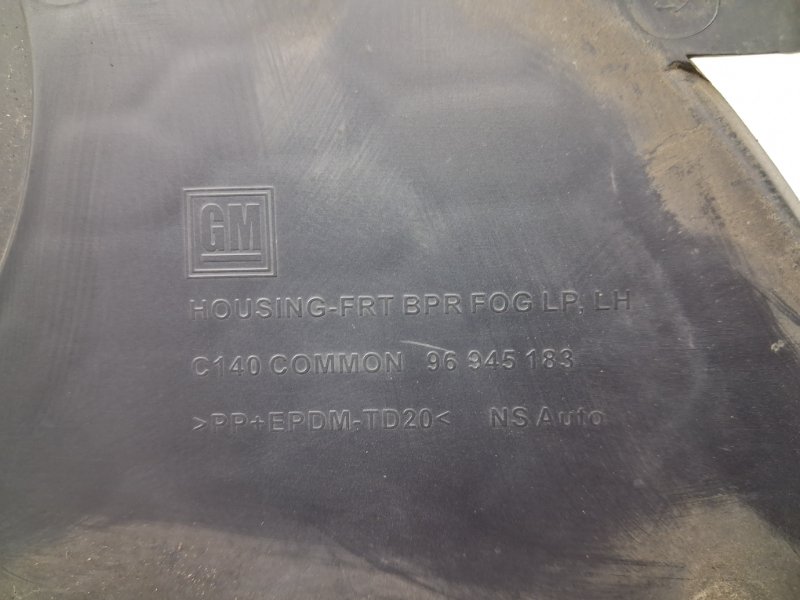 GM
HOUSING-FRT BPR FOG LP, LH
C140 COMMON 96 945 183
>PP+EPDM-TD20< NS Auto